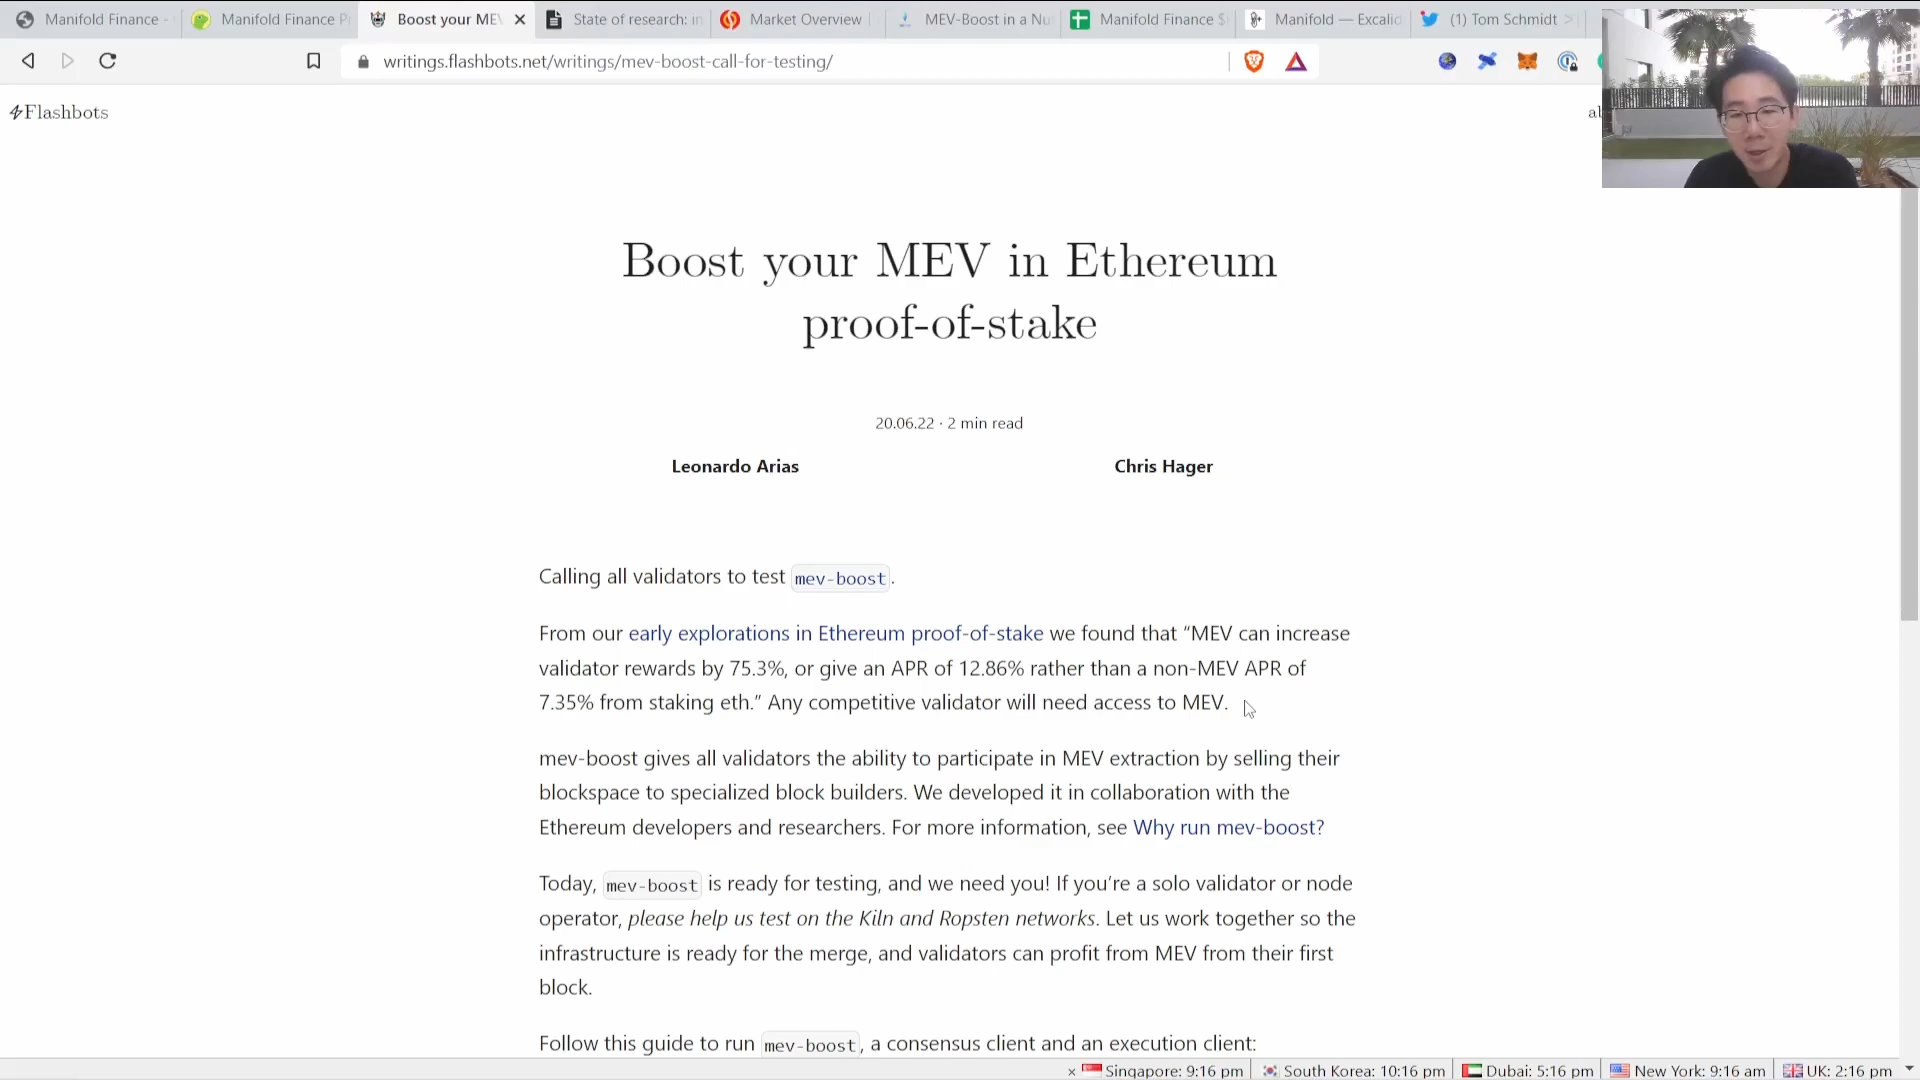 Manifold Finance -
Manifold Finance P
Boost your MEV
State of research: in
Market Overview
MEV-Boost in a Nu
Manifold Finance $
Manifold — Excalid
(1) Tom Schmidt
writings.flashbots.net/writings/mev-boost-call-for-testing/
Flashbots
al
Boost your MEV in Ethereum
proof-of-stake
20.06.22 · 2 min read
Leonardo Arias
Chris Hager
Calling all validators to test mev-boost.
From our early explorations in Ethereum proof-of-stake we found that “MEV can increase
validator rewards by 75.3%, or give an APR of 12.86% rather than a non-MEV APR of
7.35% from staking eth.” Any competitive validator will need access to MEV.
mev-boost gives all validators the ability to participate in MEV extraction by selling their
blockspace to specialized block builders. We developed it in collaboration with the
Ethereum developers and researchers. For more information, see Why run mev-boost?
Today, mev-boost is ready for testing, and we need you! If you’re a solo validator or node
operator, please help us test on the Kiln and Ropsten networks. Let us work together so the
infrastructure is ready for the merge, and validators can profit from MEV from their first
block.
Follow this guide to run mev-boost, a consensus client and an execution client:
Singapore: 9:16 pm
South Korea: 10:16 pm
Dubai: 5:16 pm
New York: 9:16 am
UK: 2:16 pm